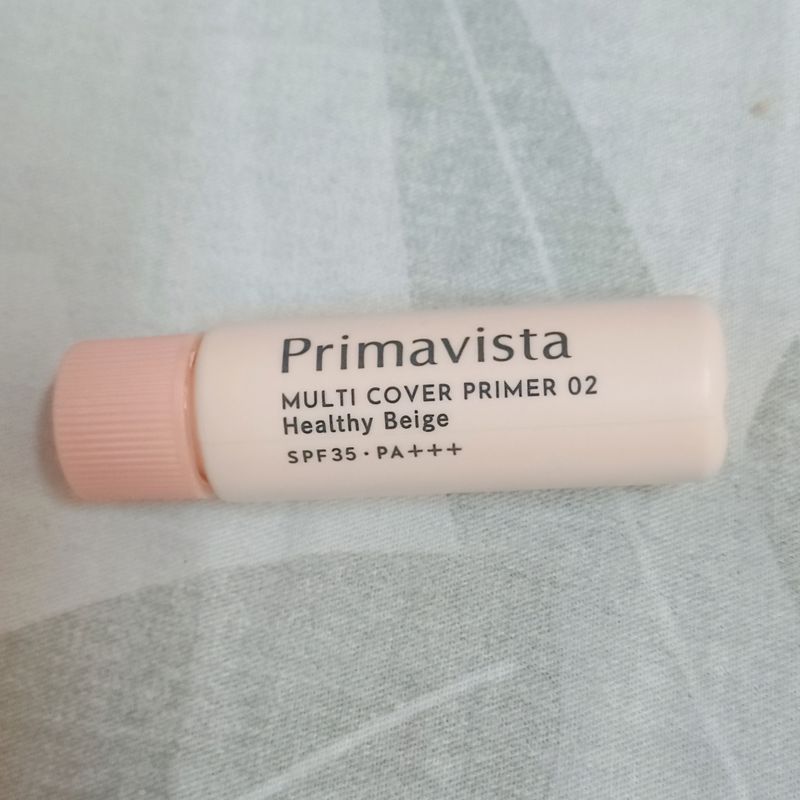 Primavista
MULTI COVER PRIMER 02
Healthy Beige
SPF35・PA+++